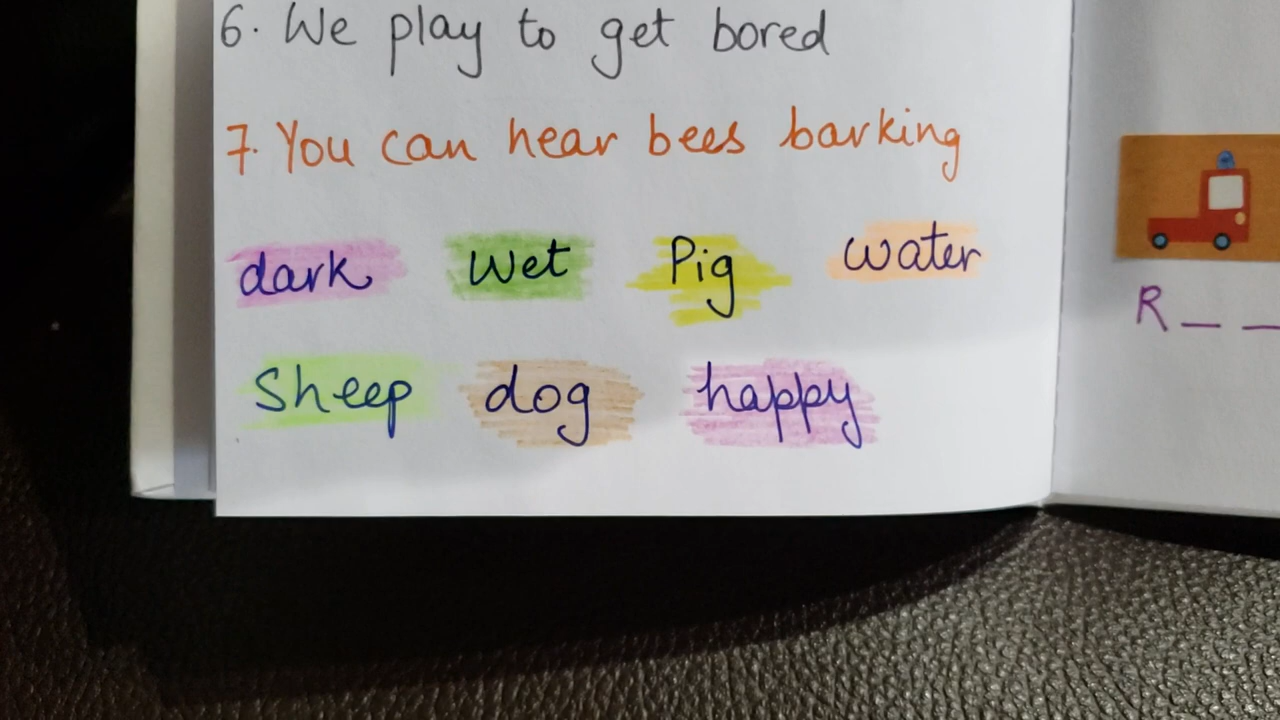 6. We play to get bored
7. You can hear bees barking
dark Wet Pig water
Sheep dog happy
R _ _